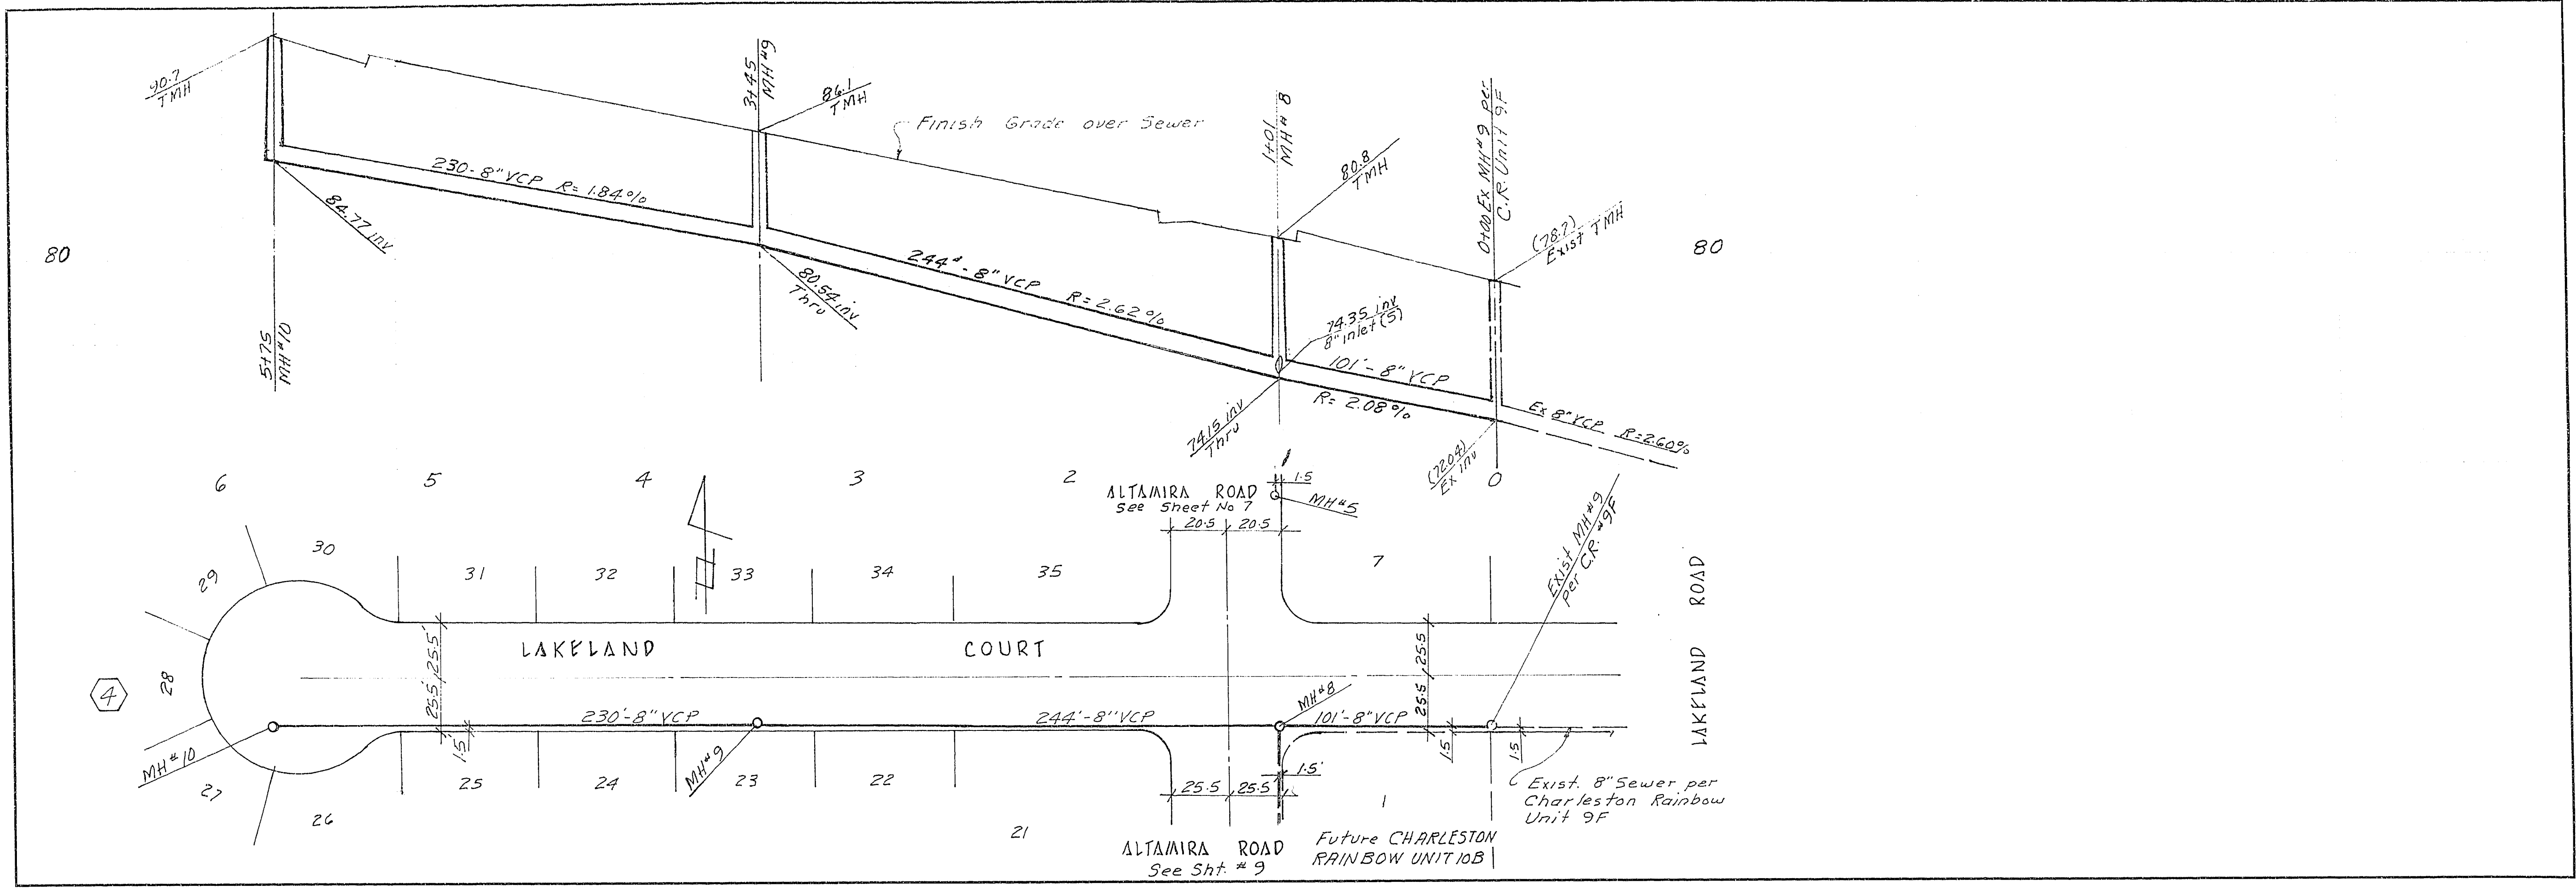 90.7
TMH
3+45
MH#9
86.1
TMH
Finish Grade over Sewer
1+01
MH# 8
80.8
TMH
0+00 Ex MH#9 per
C.R. Unit 9F
(78.7)
Exist TMH
80
80
230-8" VCP R= 1.84%
84.77 inv
5+75
MH#10
80.54 inv
Thru
244'-8" VCP R=2.62%
74.35 inv
8" inlet (S)
101'-8" VCP
R= 2.08%
74.15 inv
Thru
Ex 8" VCP R=2.60%
(72.04)
Ex inv
0
6
5
4
3
2
1
ALTAMIRA ROAD
See Sheet No 7
1.5
MH#5
20.5
20.5
Exist MH#9
per C.R. #9F
30
29
31
32
33
34
35
7
LAKELAND ROAD
LAKELAND COURT
25.5'
25.5'
25.5
25.5
4
28
230'-8" VCP
244'-8" VCP
MH#8
101'-8" VCP
MH#10
1.5'
MH#9
1.5'
1.5
1.5
27
26
25
24
23
22
21
25.5
25.5
1
Exist. 8" Sewer per
Charleston Rainbow
Unit 9F
ALTAMIRA ROAD
See Sht. #9
Future CHARLESTON
RAINBOW UNIT 10B